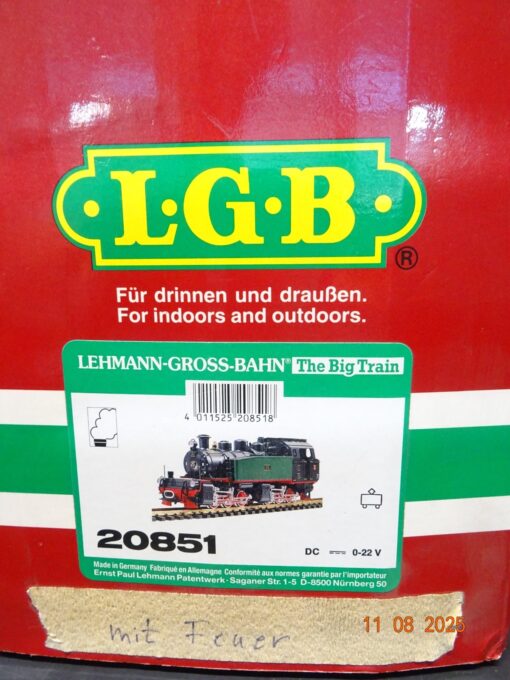 L·G·B®
Für drinnen und draußen.
For indoors and outdoors.
LEHMANN-GROSS-BAHN® The Big Train
4 011525 208518
20851
DC 0-22 V
Made in Germany Fabriqué en Allemagne Conformité aux normes garantie par l'importateur
Ernst Paul Lehmann Patentwerk · Saganer Str. 1-5 D-8500 Nürnberg 50
mit Feuer
11 08 2025